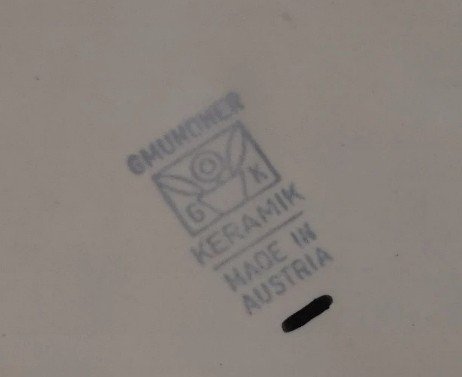 GMUNDNER
G K
KERAMIK
MADE IN
AUSTRIA